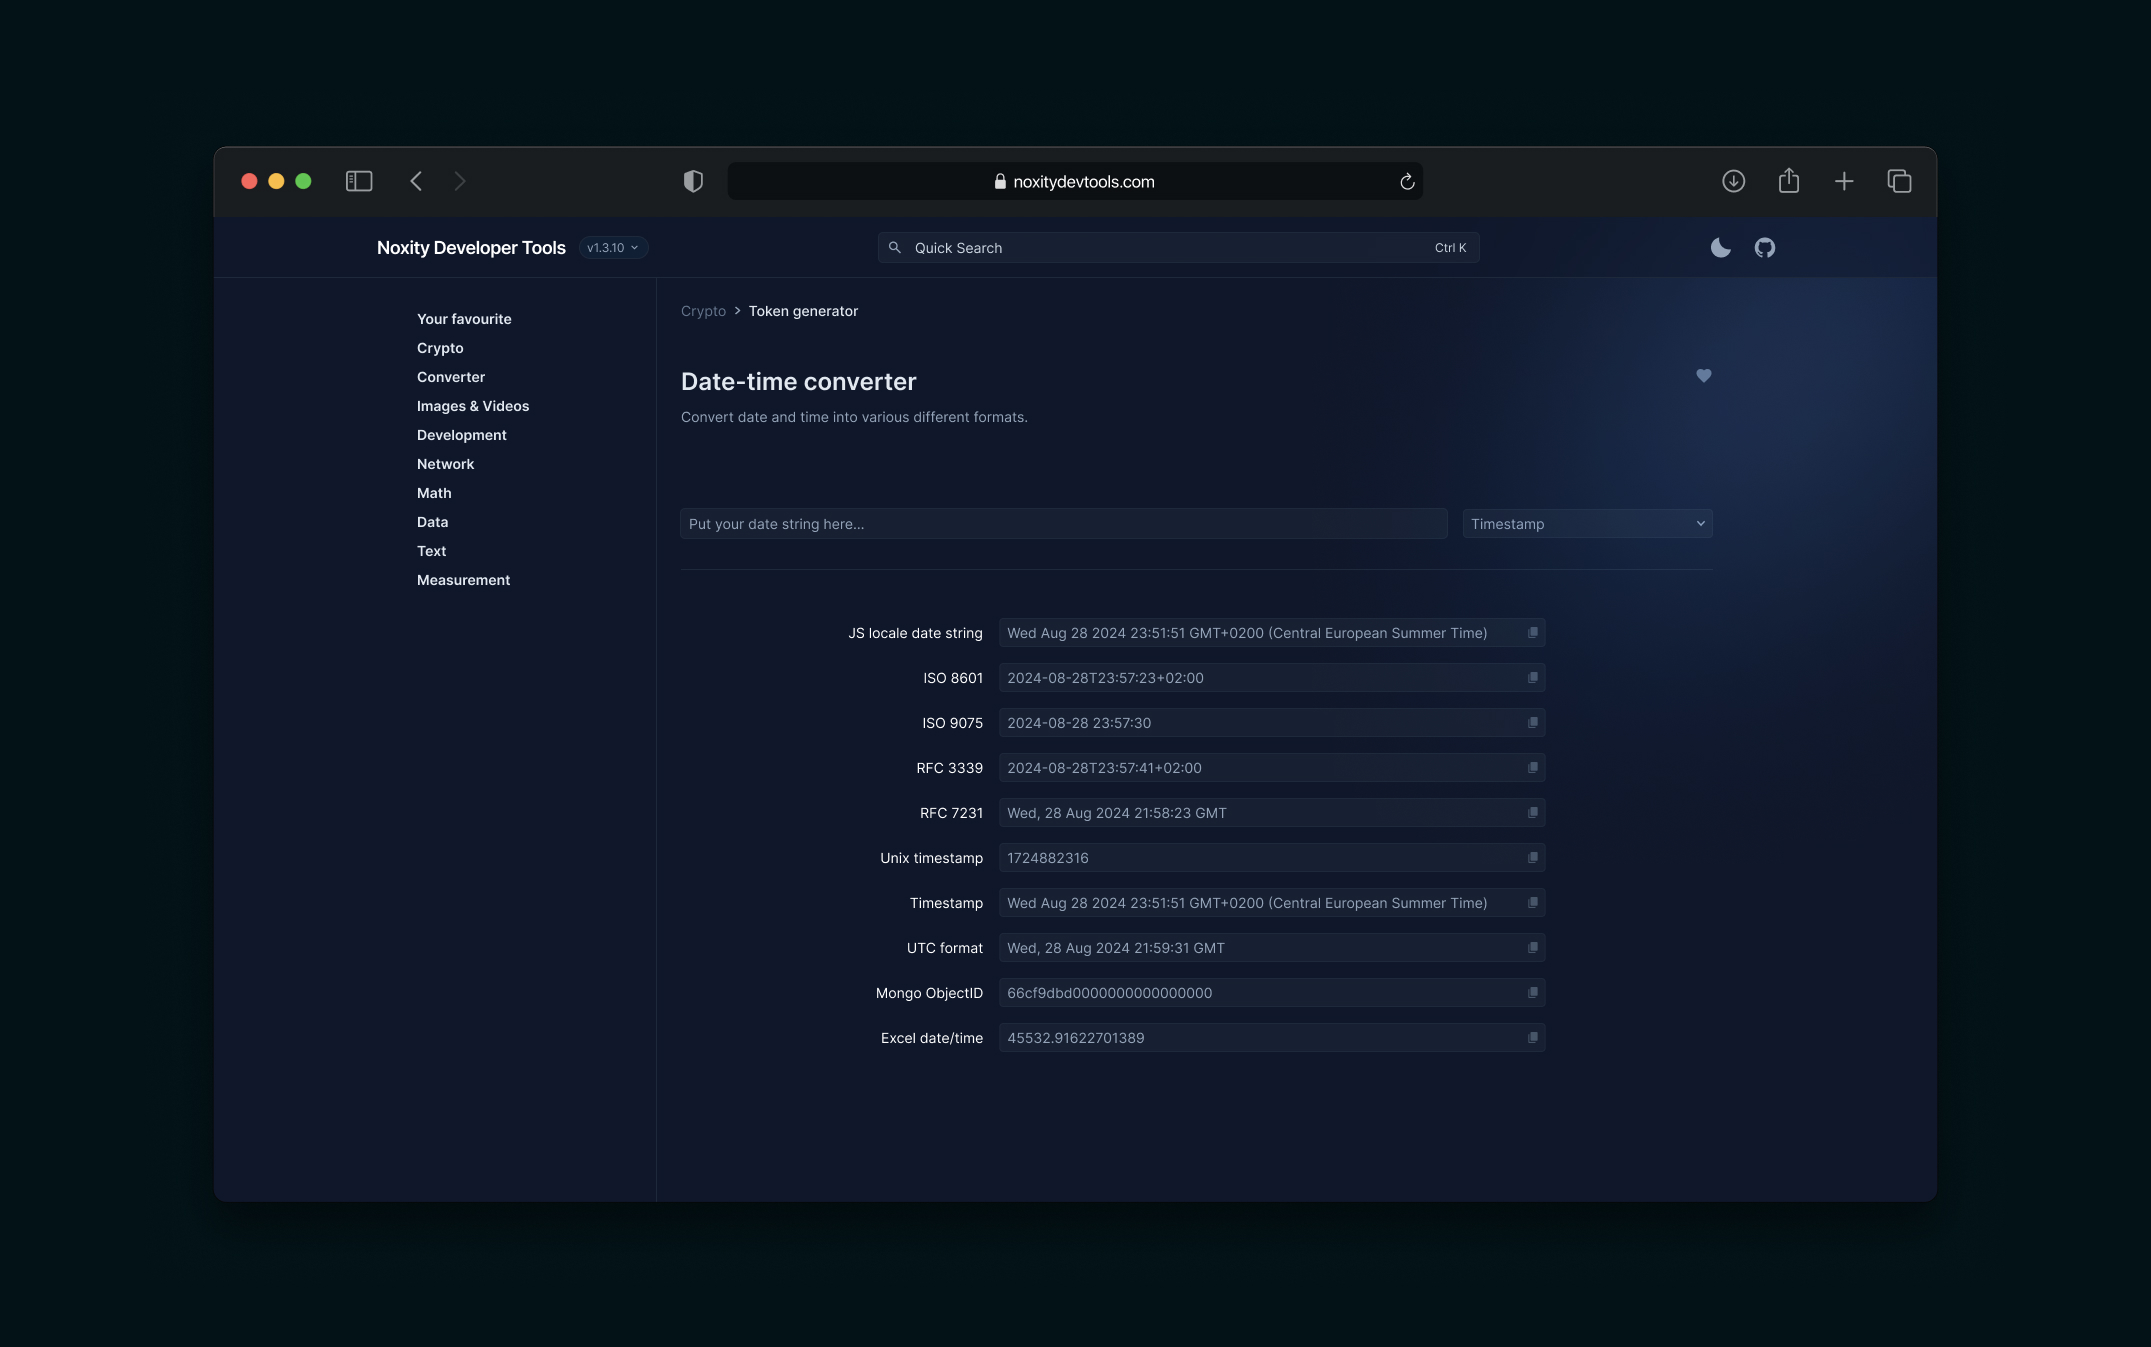 noxitydevtools.com
Noxity Developer Tools v1.3.10 Quick Search Ctrl K
Your favourite
Crypto
Converter
Images & Videos
Development
Network
Math
Data
Text
Measurement
Crypto > Token generator
Date-time converter
Convert date and time into various different formats.
Put your date string here... Timestamp
JS locale date string Wed Aug 28 2024 23:51:51 GMT+0200 (Central European Summer Time)
ISO 8601 2024-08-28T23:57:23+02:00
ISO 9075 2024-08-28 23:57:30
RFC 3339 2024-08-28T23:57:41+02:00
RFC 7231 Wed, 28 Aug 2024 21:58:23 GMT
Unix timestamp 1724882316
Timestamp Wed Aug 28 2024 23:51:51 GMT+0200 (Central European Summer Time)
UTC format Wed, 28 Aug 2024 21:59:31 GMT
Mongo ObjectID 66cf9dbd0000000000000000
Excel date/time 45532.91622701389